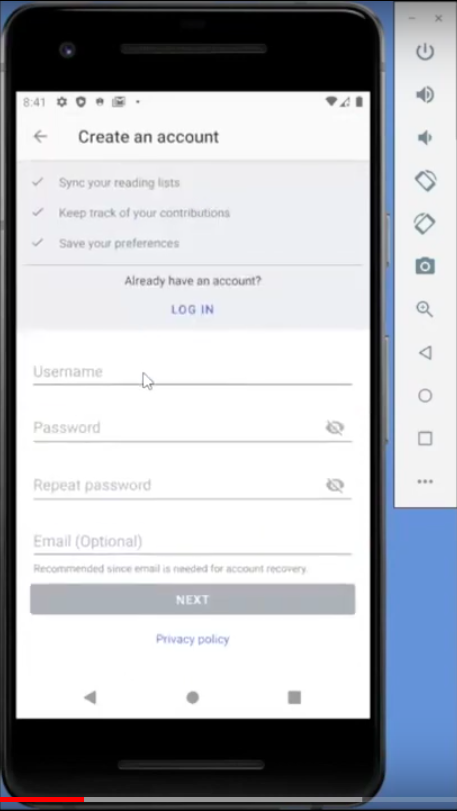 8:41
Create an account
Sync your reading lists
Keep track of your contributions
Save your preferences
Already have an account?
LOG IN
Username
Password
Repeat password
Email (Optional)
Recommended since email is needed for account recovery.
NEXT
Privacy policy